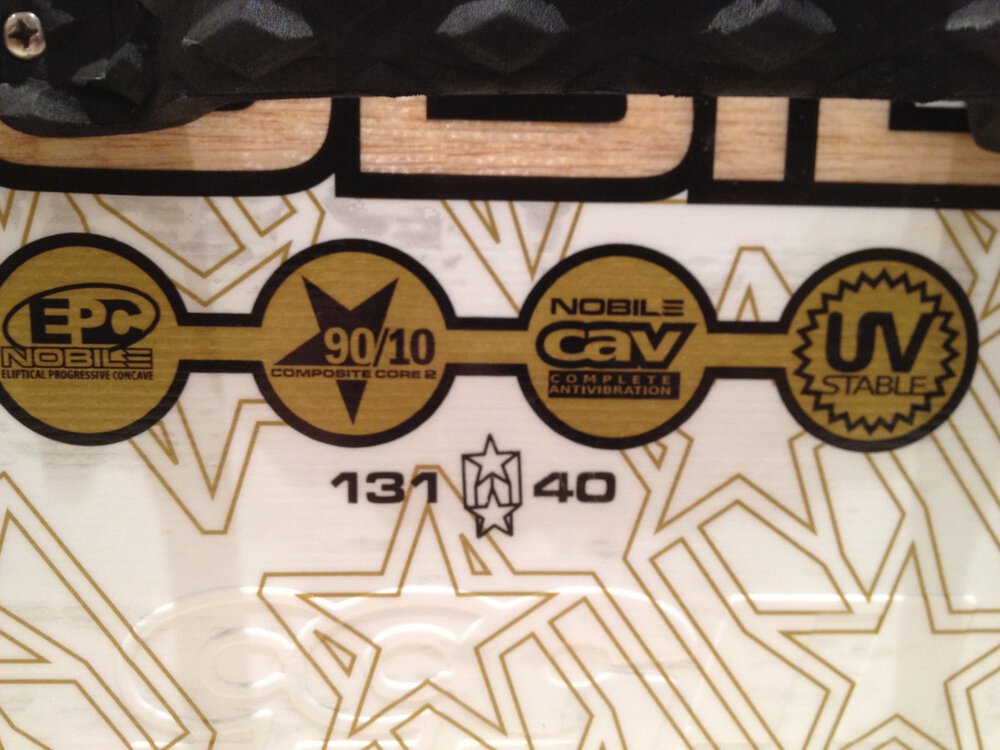 EPC
NOBILE
ELIPTICAL PROGRESSIVE CONCAVE
90/10
COMPOSITE CORE 2
NOBILE
cav
COMPLETE
ANTIVIBRATION
UV
STABLE
131 40